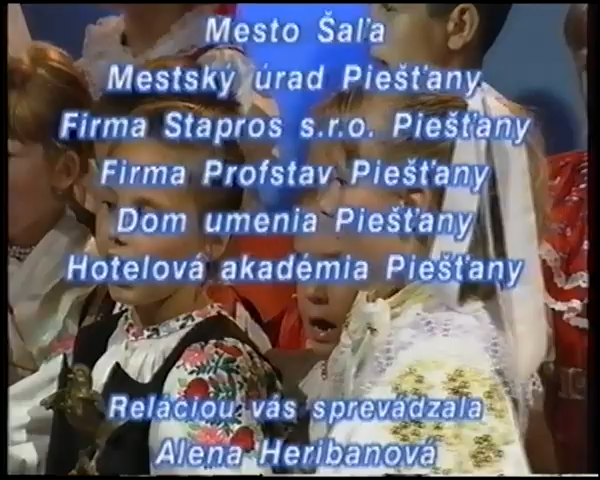 Mesto Šaľa
Mestský úrad Piešťany
Firma Stapros s.r.o. Piešťany
Firma Profstav Piešťany
Dom umenia Piešťany
Hotelová akadémia Piešťany
Reláciou vás sprevádzala
Alena Heribanová